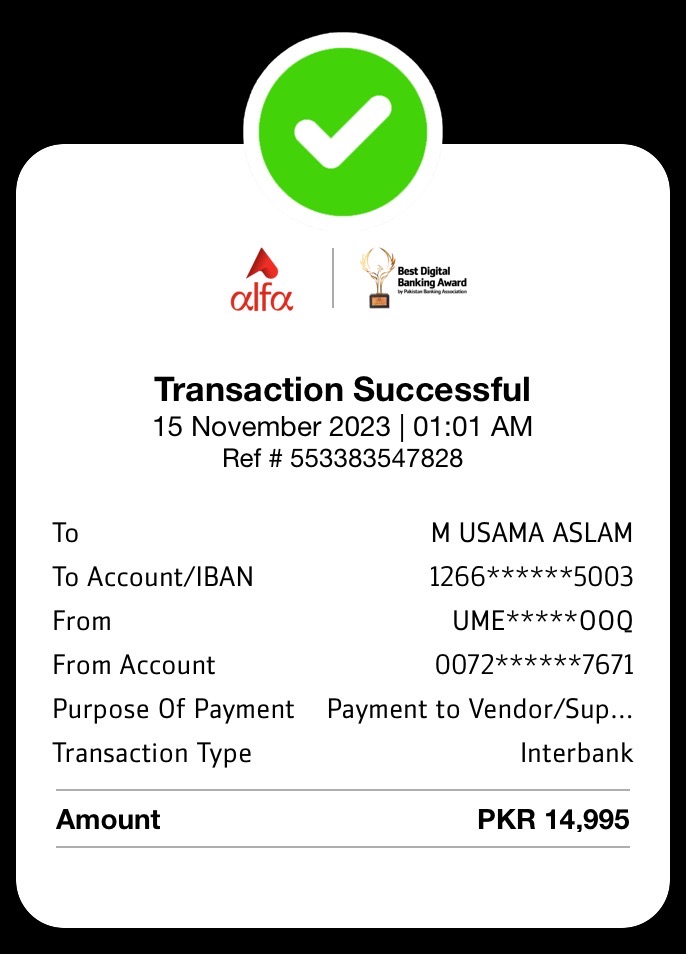 alfa
Best Digital
Banking Award
by Pakistan Banking Association
Transaction Successful
15 November 2023 | 01:01 AM
Ref # 553383547828
To M USAMA ASLAM
To Account/IBAN 1266******5003
From UME*****OOQ
From Account 0072******7671
Purpose Of Payment Payment to Vendor/Sup...
Transaction Type Interbank
Amount PKR 14,995